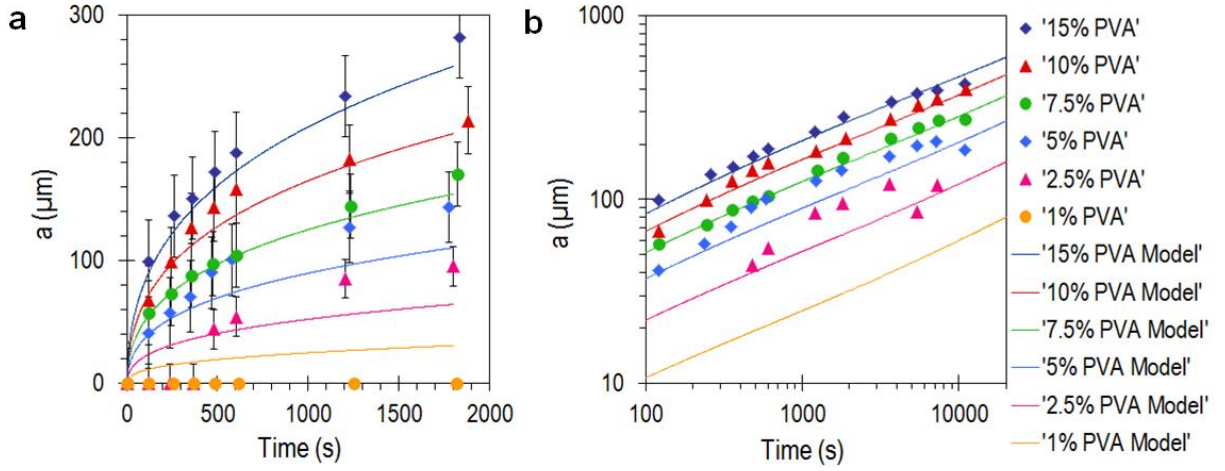 a
300
200
100
0
a (μm)
0
500
1000
1500
2000
Time (s)
b
1000
100
10
a (μm)
100
1000
10000
Time (s)
'15% PVA'
'10% PVA'
'7.5% PVA'
'5% PVA'
'2.5% PVA'
'1% PVA'
'15% PVA Model'
'10% PVA Model'
'7.5% PVA Model'
'5% PVA Model'
'2.5% PVA Model'
'1% PVA Model'